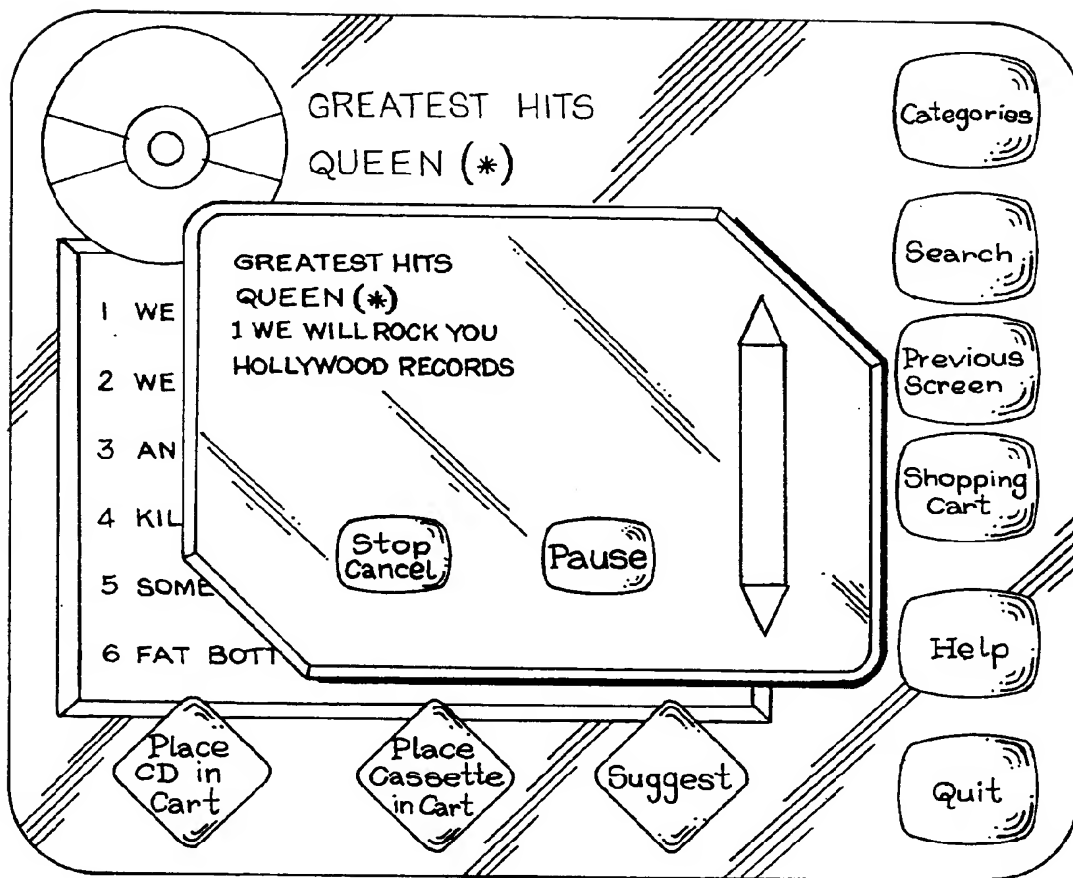 GREATEST HITS
QUEEN (*)
GREATEST HITS
QUEEN (*)
1 WE WILL ROCK YOU
HOLLYWOOD RECORDS
1 WE
2 WE
3 AN
4 KIL
5 SOME
6 FAT BOTT
Stop
Cancel
Pause
Place
CD in
Cart
Place
Cassette
in Cart
Suggest
Categories
Search
Previous
Screen
Shopping
Cart
Help
Quit